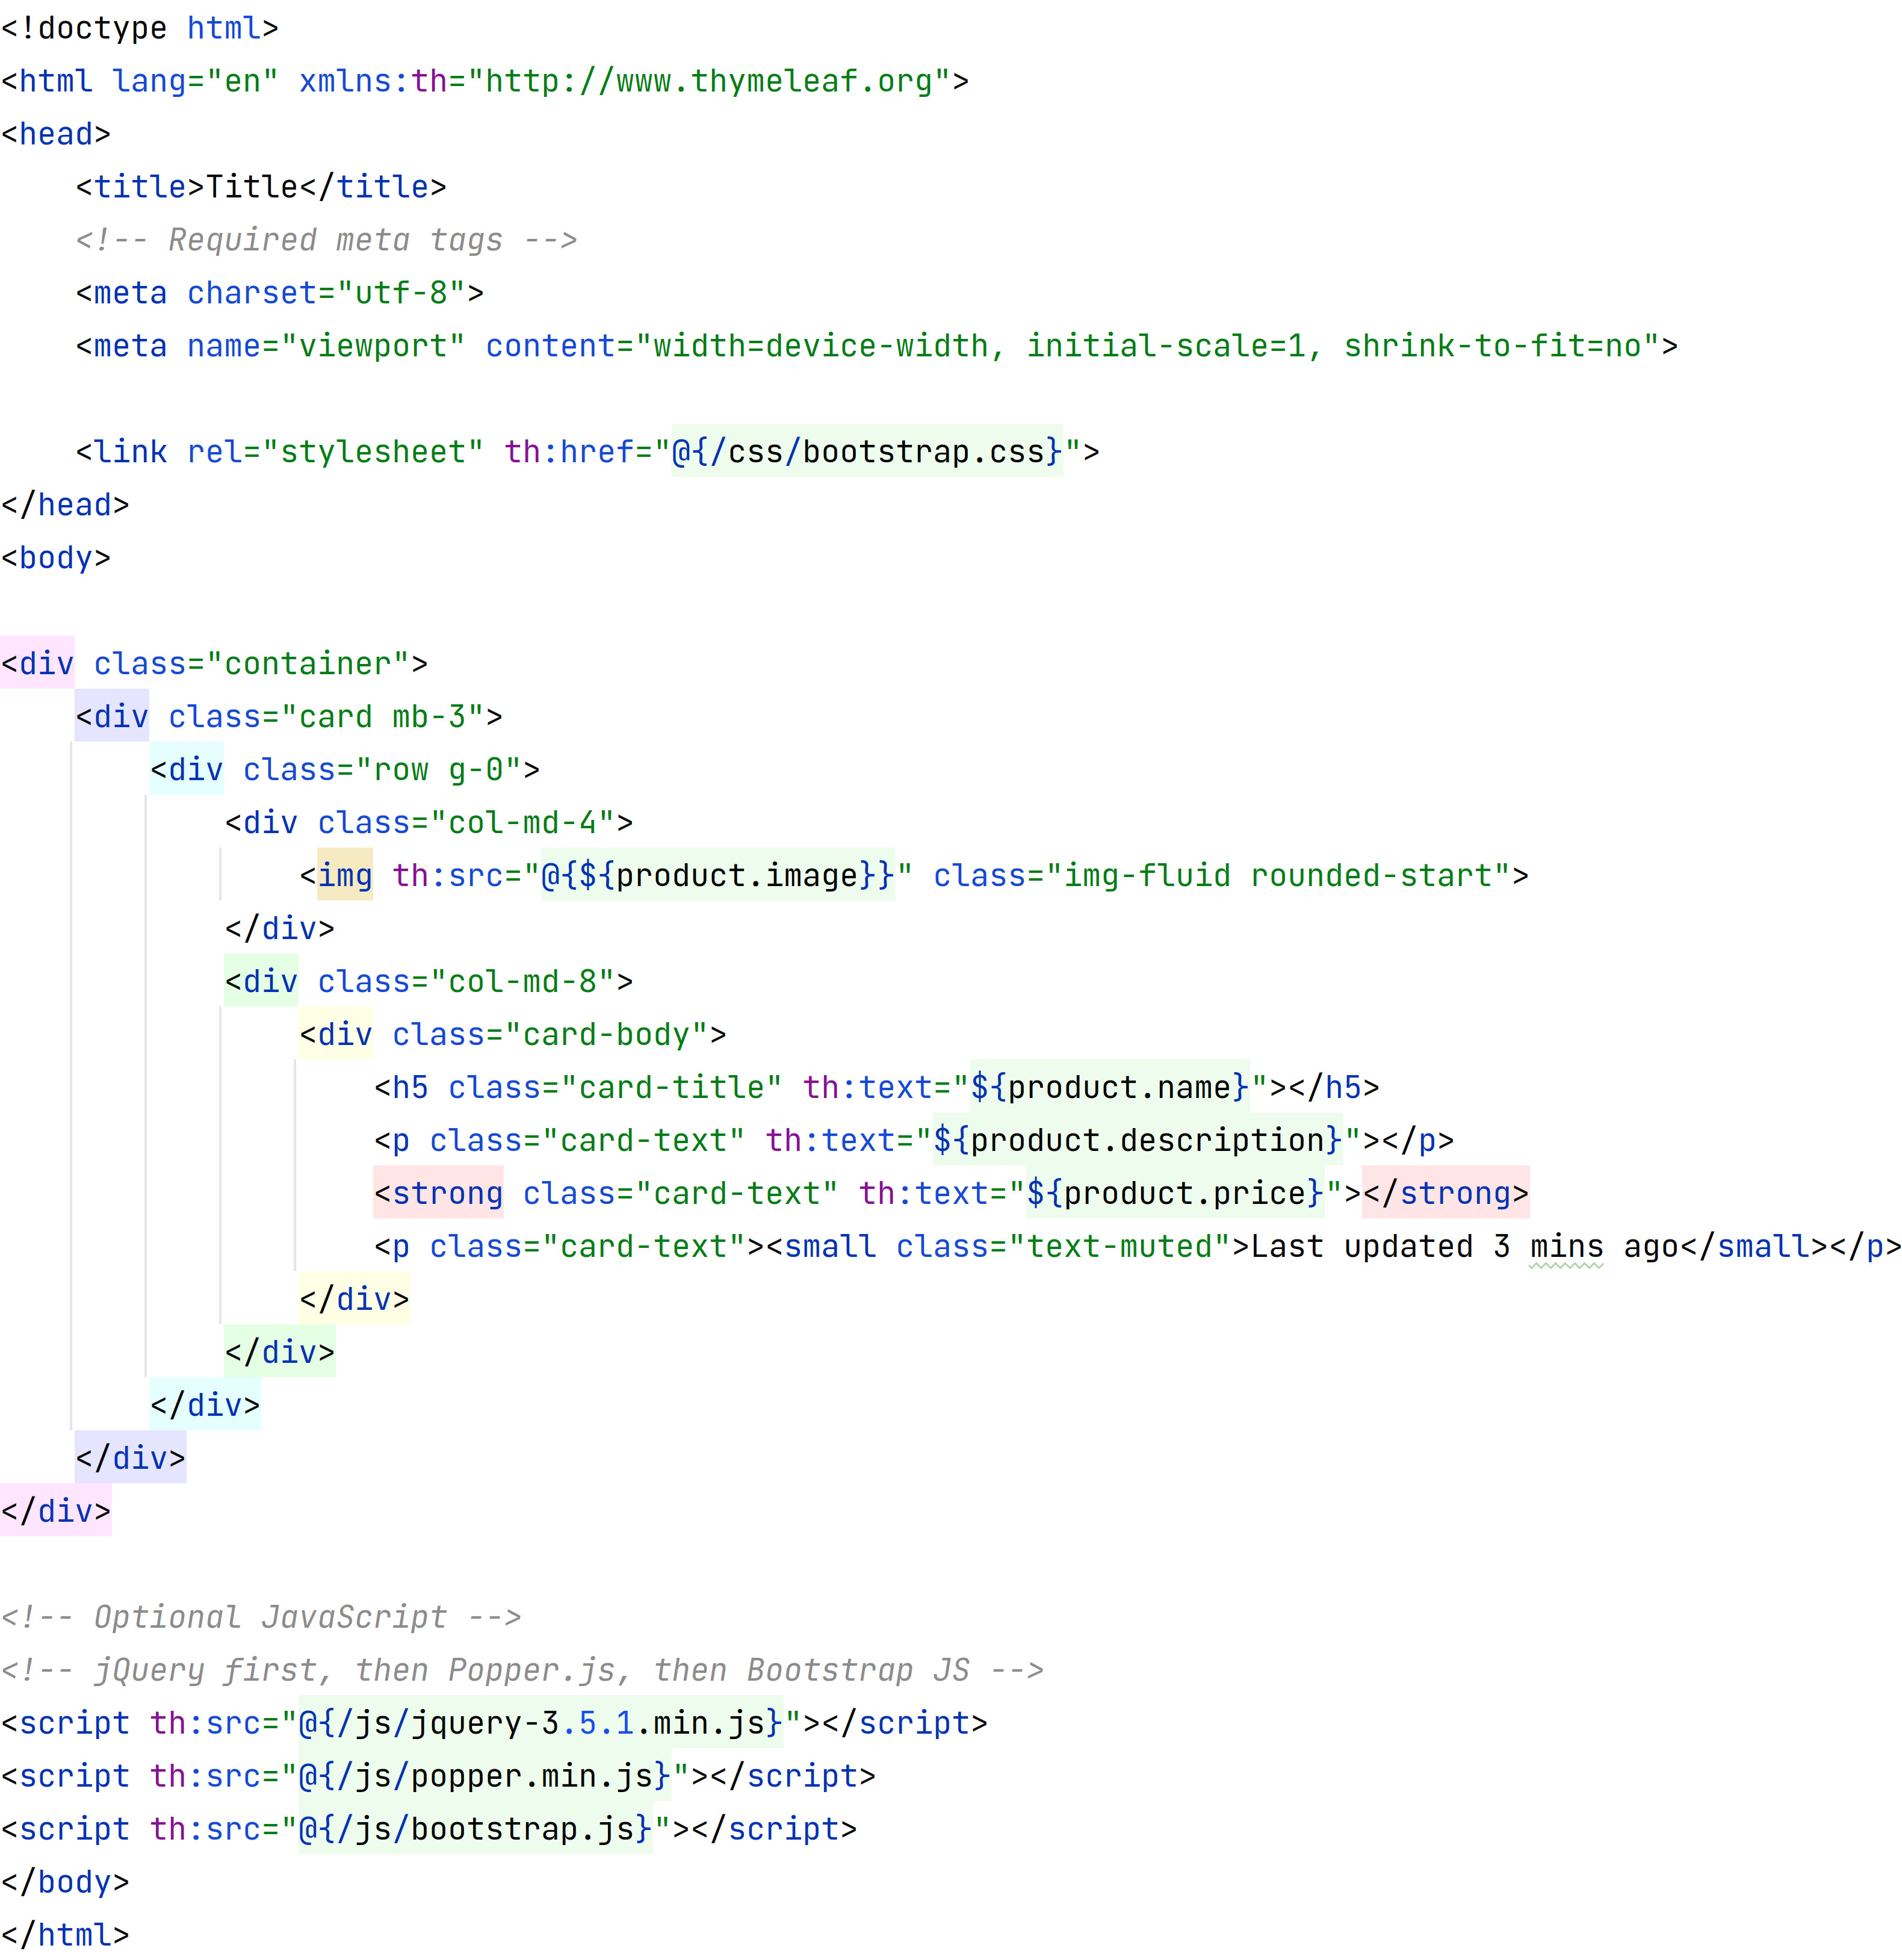 <!doctype html>
<html lang="en" xmlns:th="http://www.thymeleaf.org">
<head>
    <title>Title</title>
    <!-- Required meta tags -->
    <meta charset="utf-8">
    <meta name="viewport" content="width=device-width, initial-scale=1, shrink-to-fit=no">

    <link rel="stylesheet" th:href="@{/css/bootstrap.css}">
</head>
<body>

<div class="container">
    <div class="card mb-3">
        <div class="row g-0">
            <div class="col-md-4">
                <img th:src="@{${product.image}}" class="img-fluid rounded-start">
            </div>
            <div class="col-md-8">
                <div class="card-body">
                    <h5 class="card-title" th:text="${product.name}"></h5>
                    <p class="card-text" th:text="${product.description}"></p>
                    <strong class="card-text" th:text="${product.price}"></strong>
                    <p class="card-text"><small class="text-muted">Last updated 3 mins ago</small></p>
                </div>
            </div>
        </div>
    </div>
</div>

<!-- Optional JavaScript -->
<!-- jQuery first, then Popper.js, then Bootstrap JS -->
<script th:src="@{/js/jquery-3.5.1.min.js}"></script>
<script th:src="@{/js/popper.min.js}"></script>
<script th:src="@{/js/bootstrap.js}"></script>
</body>
</html>